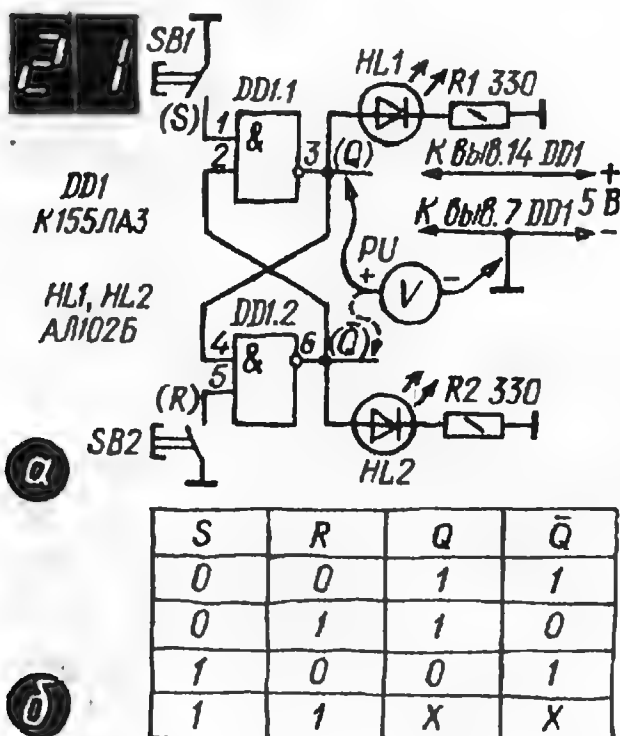 21
SB1
(S)
1
2
DD1.1
&
3
(Q)
HL1
R1 330
К выв.14 DD1
+
5 В
К выв.7 DD1
-
DD1
К155ЛА3
PU
+
V
-
HL1, HL2
АЛ102Б
DD1.2
4
5
&
6
(Q̄)
(R)
SB2
R2 330
HL2
а
S R Q Q̄
0 0 1 1
0 1 1 0
1 0 0 1
1 1 X X
б